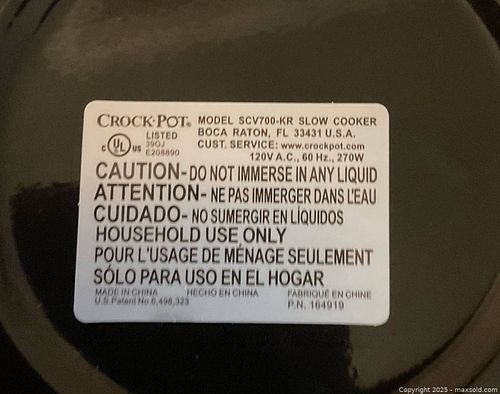 CROCK·POT® MODEL SCV700-KR SLOW COOKER
BOCA RATON, FL 33431 U.S.A.
CUST. SERVICE: www.crockpot.com
120V A.C., 60 Hz., 270W
C UL US LISTED
39GJ
E208690
CAUTION- DO NOT IMMERSE IN ANY LIQUID
ATTENTION- NE PAS IMMERGER DANS L'EAU
CUIDADO- NO SUMERGIR EN LÍQUIDOS
HOUSEHOLD USE ONLY
POUR L'USAGE DE MÉNAGE SEULEMENT
SÓLO PARA USO EN EL HOGAR
MADE IN CHINA HECHO EN CHINA FABRIQUÉ EN CHINE
U.S.Patent No.6,498,323 P.N. 164919
Copyright 2025 - maxsold.com